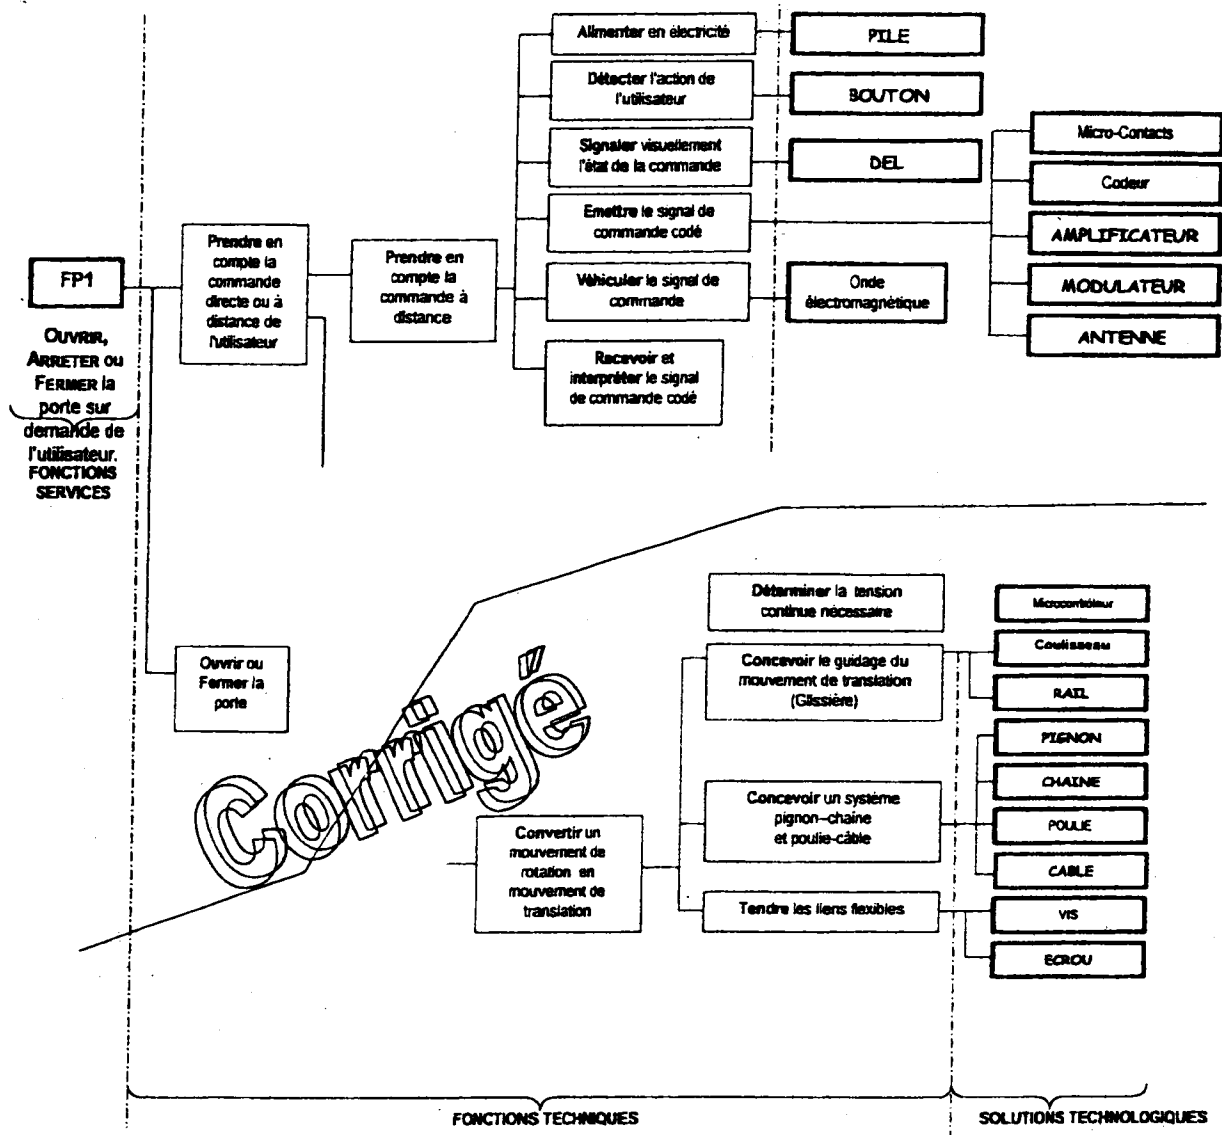 Alimenter en électricité
PILE
Détecter l'action de
l'utilisateur
BOUTON
Signaler visuellement
l'état de la commande
DEL
Emettre le signal de
commande codé
Micro-Contacts
Codeur
AMPLIFICATEUR
MODULATEUR
ANTENNE
FP1
OUVRIR,
ARRETER ou
FERMER la
porte sur
demande de
l'utilisateur.
FONCTIONS
SERVICES
Prendre en
compte la
commande
directe ou à
distance de
l'utilisateur
Prendre en
compte la
commande à
distance
Véhiculer le signal de
commande
Onde
électromagnétique
Recevoir et
interpréter le signal
de commande codé
Ouvrir ou
Fermer la
porte
Corrigé
Déterminer la tension
continue nécessaire
Microcontrôleur
Concevoir le guidage du
mouvement de translation
(Glissière)
Coulisseau
RAIL
Convertir un
mouvement de
rotation en
mouvement de
translation
Concevoir un système
pignon–chaine
et poulie-câble
PIGNON
CHAINE
POULIE
CABLE
Tendre les liens flexibles
VIS
ECROU
FONCTIONS TECHNIQUES
SOLUTIONS TECHNOLOGIQUES